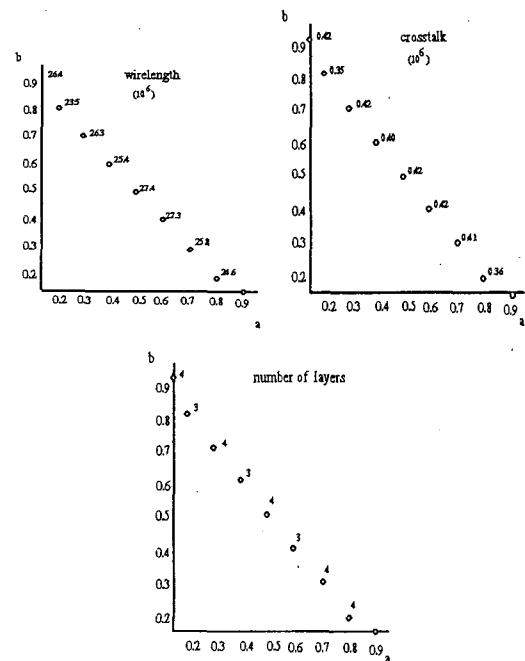 b
wirelength
(10^6)
0.9 26.4
0.8 23.5
0.7 26.3
0.6 25.4
0.5 27.4
0.4 27.3
0.3 25.8
0.2 24.6
0.2 0.3 0.4 0.5 0.6 0.7 0.8 0.9
a
b
crosstalk
(10^6)
0.9 0.42
0.8 0.35
0.7 0.42
0.6 0.40
0.5 0.42
0.4 0.42
0.3 0.41
0.2 0.36
0.2 0.3 0.4 0.5 0.6 0.7 0.8 0.9
a
b
number of layers
0.9 4
0.8 3
0.7 4
0.6 3
0.5 4
0.4 3
0.3 4
0.2 4
0.2 0.3 0.4 0.5 0.6 0.7 0.8 0.9
a